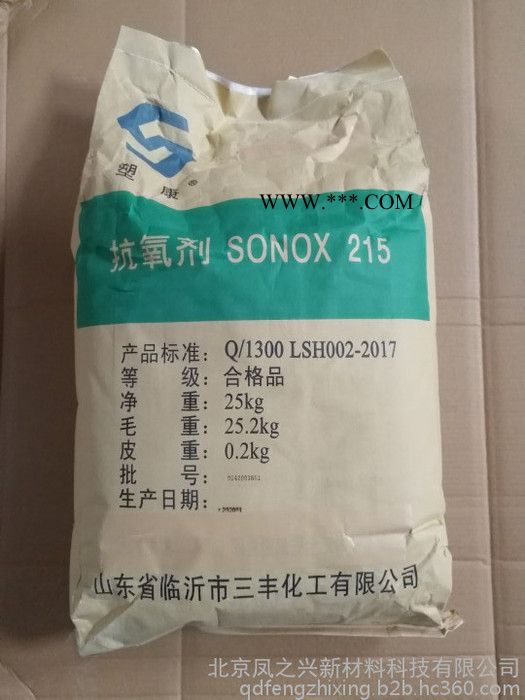 塑康®
WWW.***.COM
抗氧剂 SONOX 215
产品标准：Q/1300 LSH002-2017
等 级：合格品
净 重：25kg
毛 重：25.2kg
皮 重：0.2kg
批 号：
生产日期：
山东省临沂市三丰化工有限公司
北京凤之兴新材料科技有限公司
qdfengzhixing.b2b.hc360.com